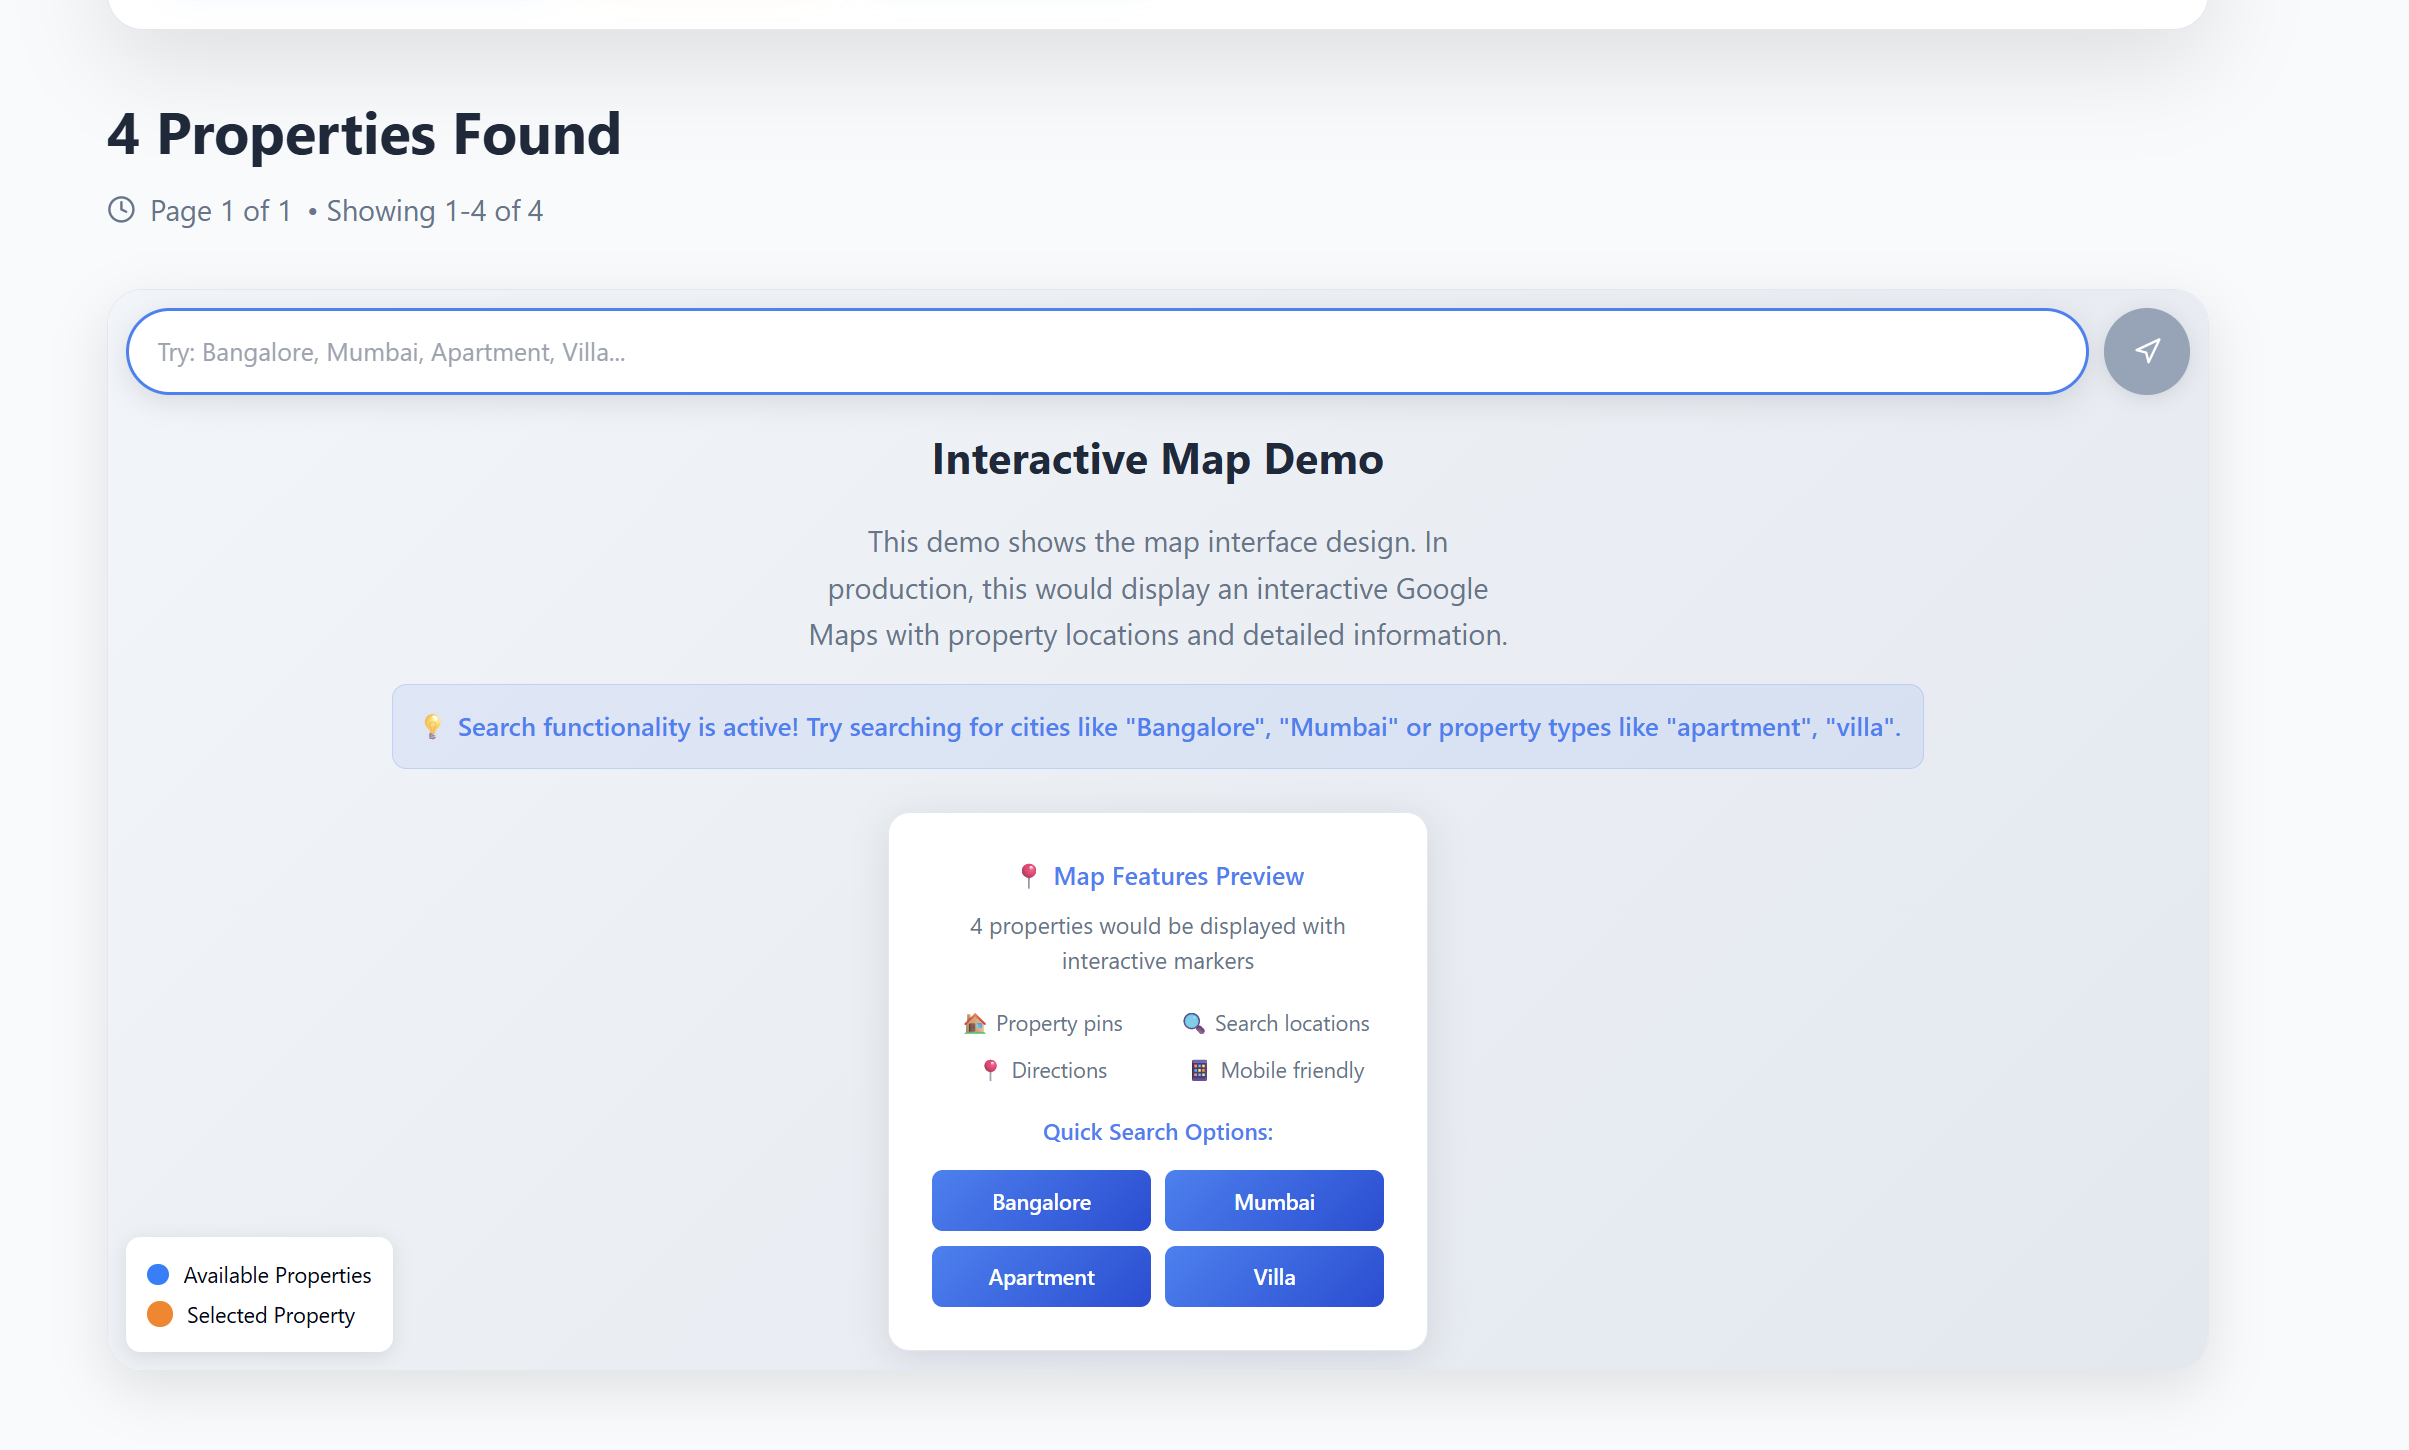 4 Properties Found
Page 1 of 1 • Showing 1-4 of 4
Try: Bangalore, Mumbai, Apartment, Villa...
Interactive Map Demo
This demo shows the map interface design. In
production, this would display an interactive Google
Maps with property locations and detailed information.
💡 Search functionality is active! Try searching for cities like "Bangalore", "Mumbai" or property types like "apartment", "villa".
📍 Map Features Preview
4 properties would be displayed with
interactive markers
🏠 Property pins
🔍 Search locations
📍 Directions
📱 Mobile friendly
Quick Search Options:
Bangalore
Mumbai
Apartment
Villa
Available Properties
Selected Property